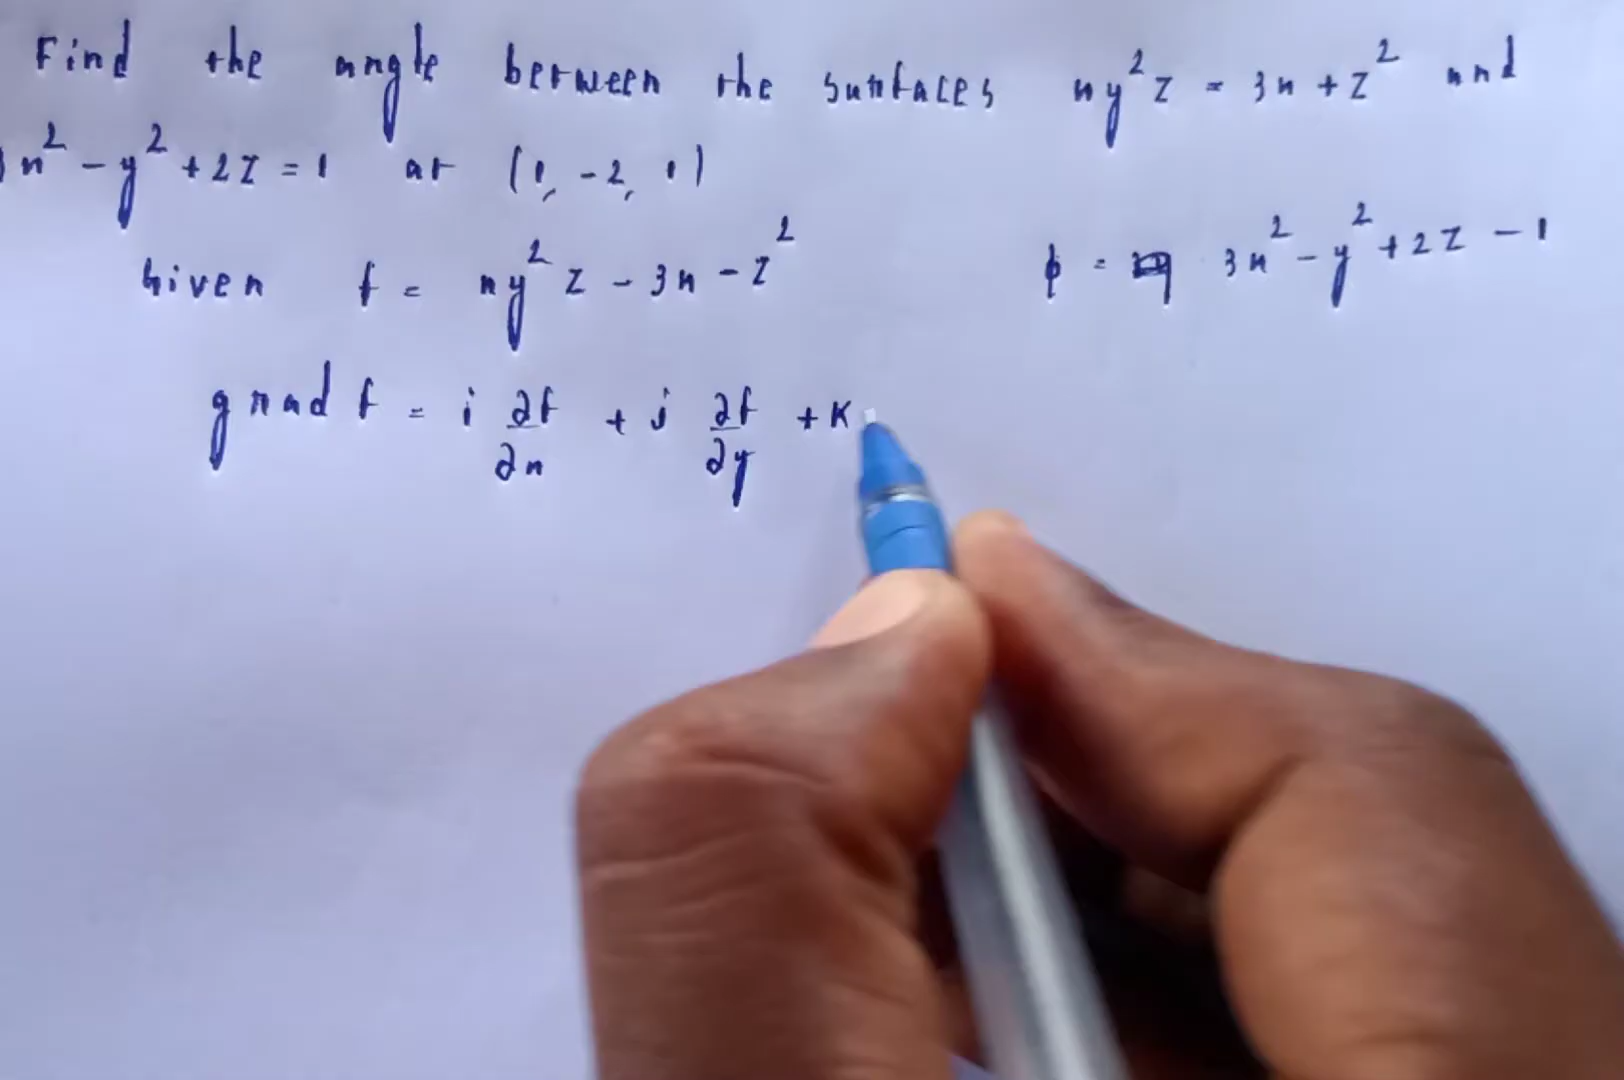 Find the angle between the surfaces xy²z = 3x + z² and
3x² - y² + 2z = 1 at (1, -2, 1)
Given f = xy²z - 3x - z² ϕ = 3x² - y² + 2z - 1
grad f = i ∂f/∂x + j ∂f/∂y + k